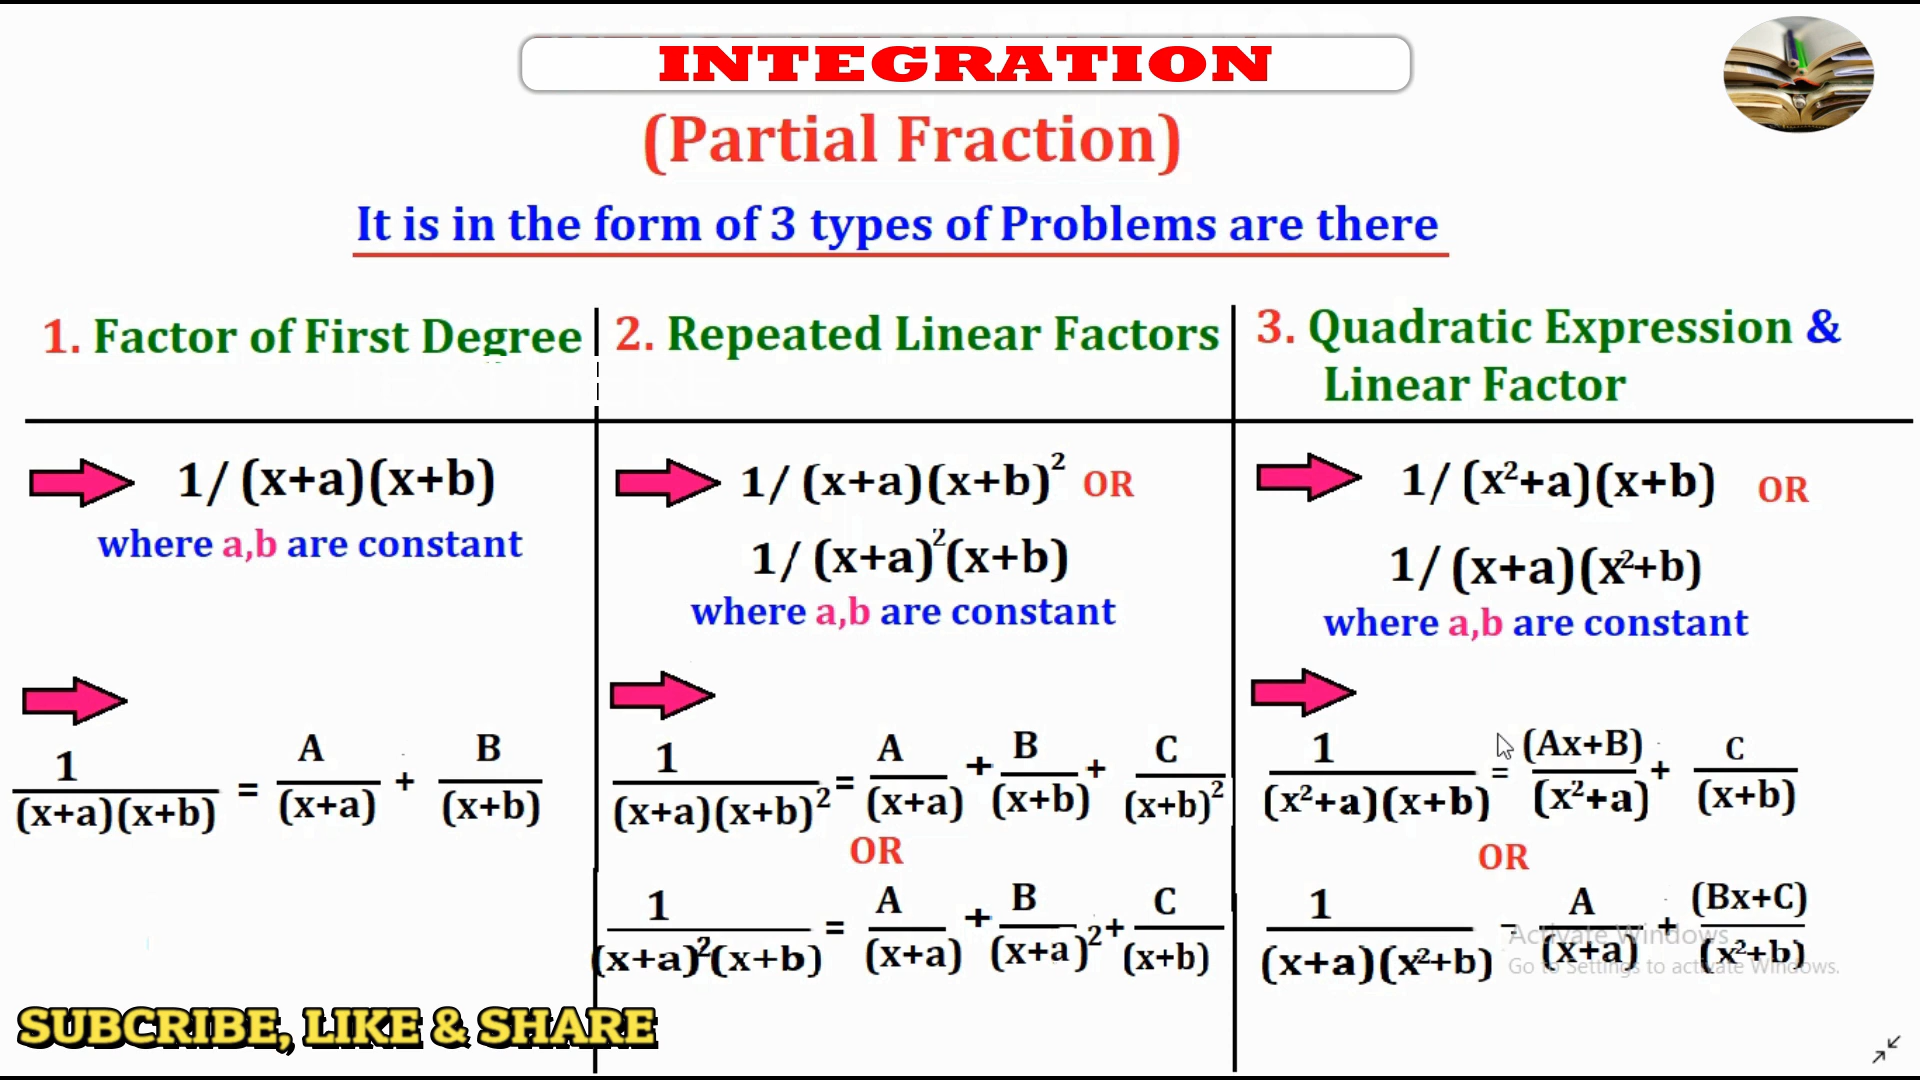 INTEGRATION
(Partial Fraction)
It is in the form of 3 types of Problems are there
1. Factor of First Degree
1/(x+a)(x+b)
where a,b are constant
1/(x+a)(x+b) = A/(x+a) + B/(x+b)
2. Repeated Linear Factors
1/(x+a)(x+b)² OR
1/(x+a)²(x+b)
where a,b are constant
1/(x+a)(x+b)² = A/(x+a) + B/(x+b) + C/(x+b)²
OR
1/(x+a)²(x+b) = A/(x+a) + B/(x+a)² + C/(x+b)
3. Quadratic Expression &
Linear Factor
1/(x²+a)(x+b) OR
1/(x+a)(x²+b)
where a,b are constant
1/(x²+a)(x+b) = (Ax+B)/(x²+a) + C/(x+b)
OR
1/(x+a)(x²+b) = A/(x+a) + (Bx+C)/(x²+b)
Activate Windows
Go to Settings to activate Windows.
SUBCRIBE, LIKE & SHARE